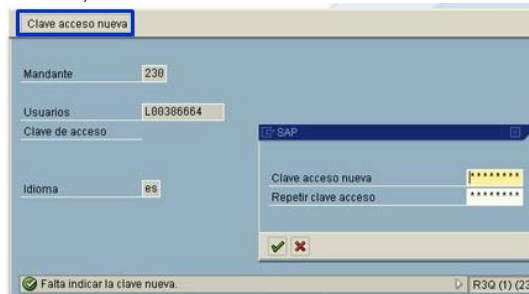 Clave acceso nueva
Mandante 230
Usuarios L00386664
Clave de acceso
Idioma es
SAP
Clave acceso nueva ********
Repetir clave acceso ********
Falta indicar la clave nueva.
R3Q (1) (23